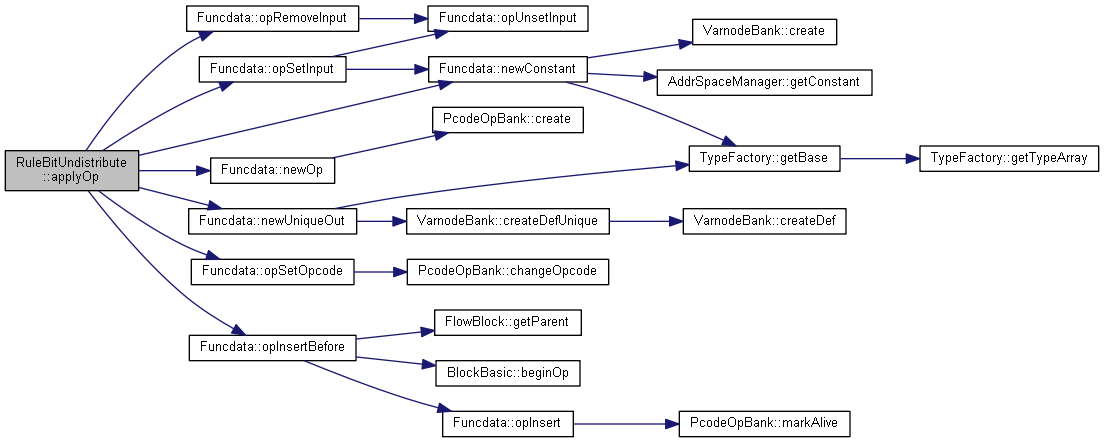 Funcdata::opRemoveInput
Funcdata::opUnsetInput
VarnodeBank::create
Funcdata::opSetInput
Funcdata::newConstant
AddrSpaceManager::getConstant
PcodeOpBank::create
RuleBitUndistribute
::applyOp
TypeFactory::getBase
TypeFactory::getTypeArray
Funcdata::newOp
Funcdata::newUniqueOut
VarnodeBank::createDefUnique
VarnodeBank::createDef
Funcdata::opSetOpcode
PcodeOpBank::changeOpcode
FlowBlock::getParent
Funcdata::opInsertBefore
BlockBasic::beginOp
Funcdata::opInsert
PcodeOpBank::markAlive